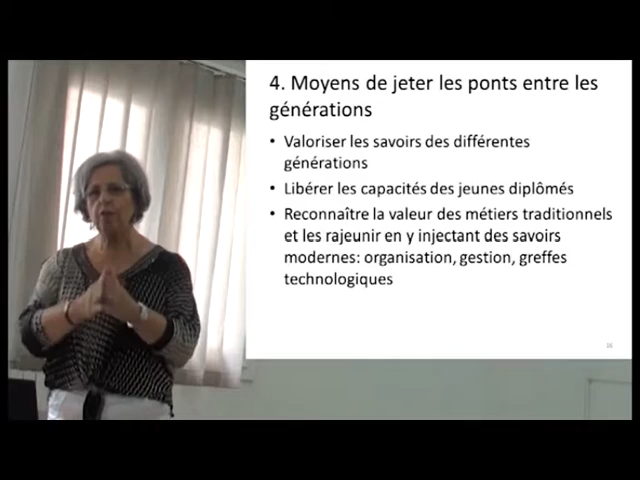 4. Moyens de jeter les ponts entre les
générations
• Valoriser les savoirs des différentes
générations
• Libérer les capacités des jeunes diplômés
• Reconnaître la valeur des métiers traditionnels
et les rajeunir en y injectant des savoirs
modernes: organisation, gestion, greffes
technologiques
16